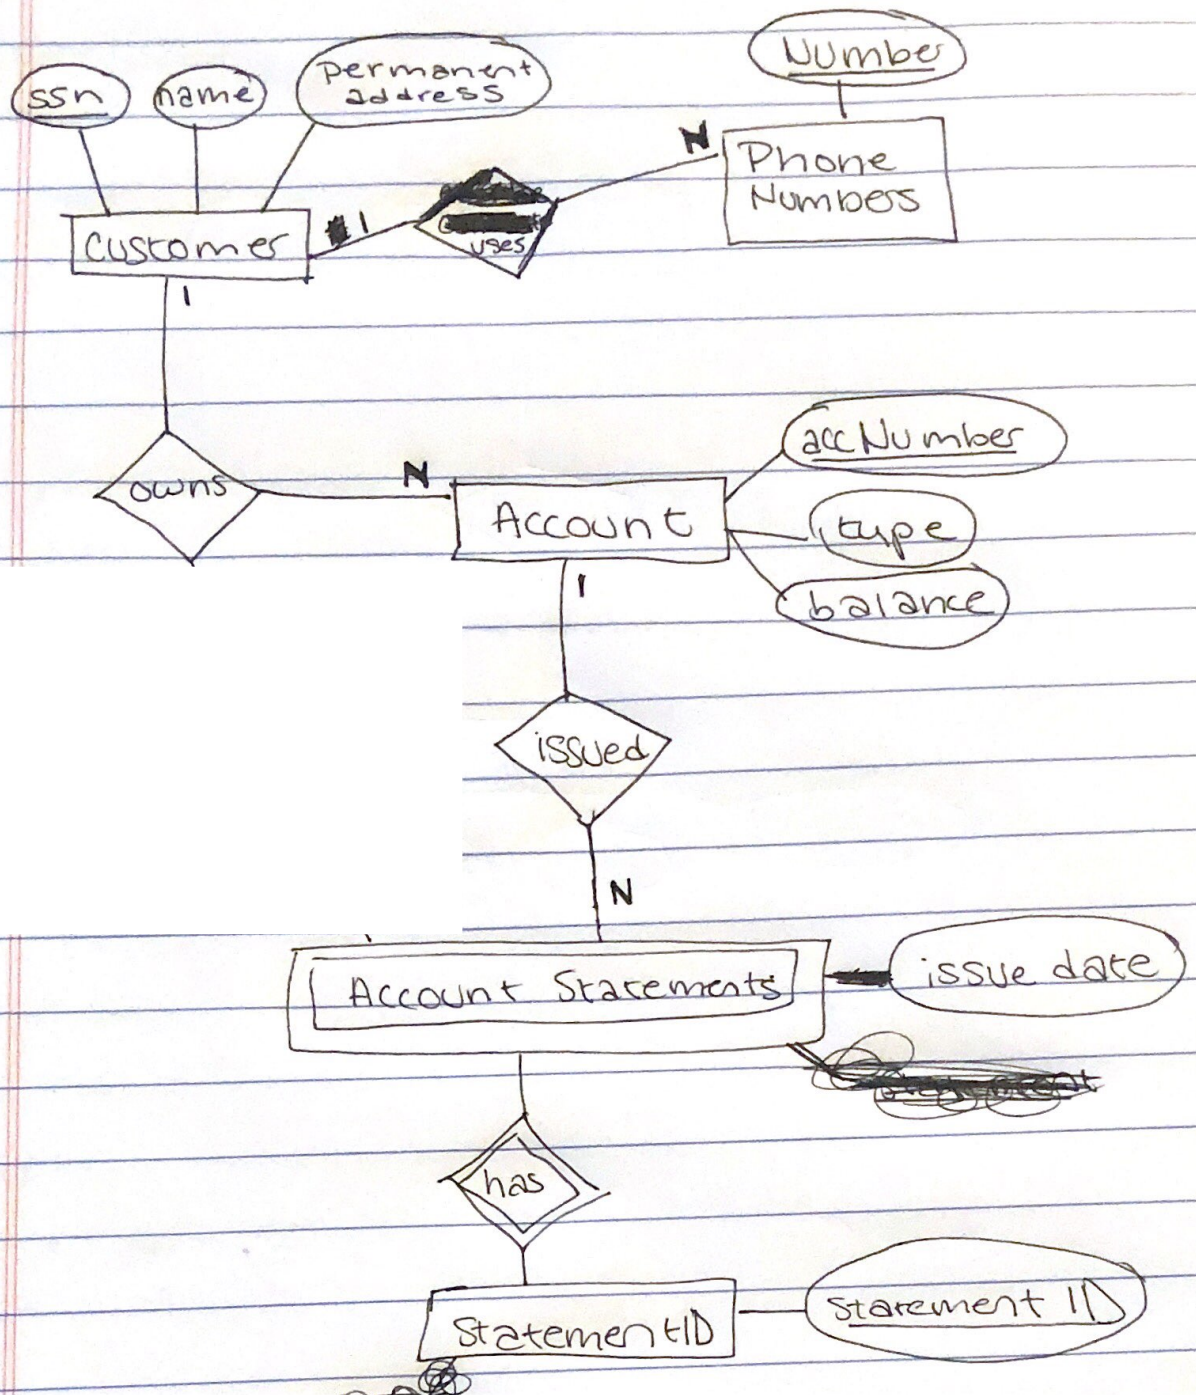 Number
permanent
address
ssn
name
N
Phone
Numbers
1
uses
customer
1
accNumber
N
owns
Account
type
balance
1
issued
N
Account Statements
issue date
has
Statement ID
StatementID